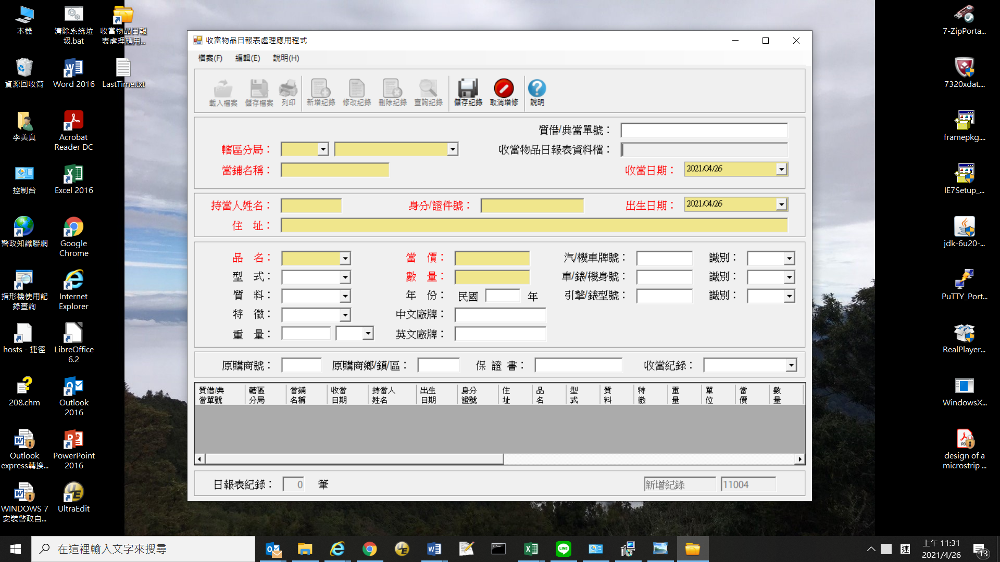 本機
清除系統垃
圾.bat
收當物品日報
表處理應用...
資源回收筒
Word 2016
LastTime.txt
李美真
Acrobat
Reader DC
控制台
Excel 2016
警政知識聯網
Google
Chrome
指形機使用記
錄查詢
Internet
Explorer
hosts - 捷徑
LibreOffice
6.2
208.chm
Outlook
2016
Outlook
express轉換...
PowerPoint
2016
WINDOWS 7
安裝警政自...
UltraEdit
收當物品日報表處理應用程式
檔案(F) 編輯(E) 說明(H)
載入檔案 儲存檔案 列印 新增紀錄 修改紀錄 刪除紀錄 查詢紀錄 儲存紀錄 取消增修 說明
質借/典當單號：
轄區分局： 收當物品日報表資料檔：
當鋪名稱： 收當日期： 2021/04/26
持當人姓名： 身分/證件號： 出生日期： 2021/04/26
住 址：
品 名： 當 價： 汽/機車牌號： 識別：
型 式： 數 量： 車/錶/機身號： 識別：
質 料： 年 份： 民國 年 引擎/錶型號： 識別：
特 徵： 中文廠牌：
重 量： 英文廠牌：
原購商號： 原購商鄉/鎮/區： 保 證 書： 收當紀錄：
質借/典 轄區 當鋪 收當 持當人 出生 身分 住 品 型 質 特 重 單 當 數
當單號 分局 名稱 日期 姓名 日期 證號 址 名 式 料 徵 量 位 價 量
日報表紀錄： 0 筆 新增紀錄 11004
7-ZipPorta...
7320xdat....
framepkg....
IE7Setup_...
jdk-6u20-...
PuTTY_Port...
RealPlayer...
WindowsX...
design of a
microstrip ...
在這裡輸入文字來搜尋
速
上午 11:31
2021/4/26
13